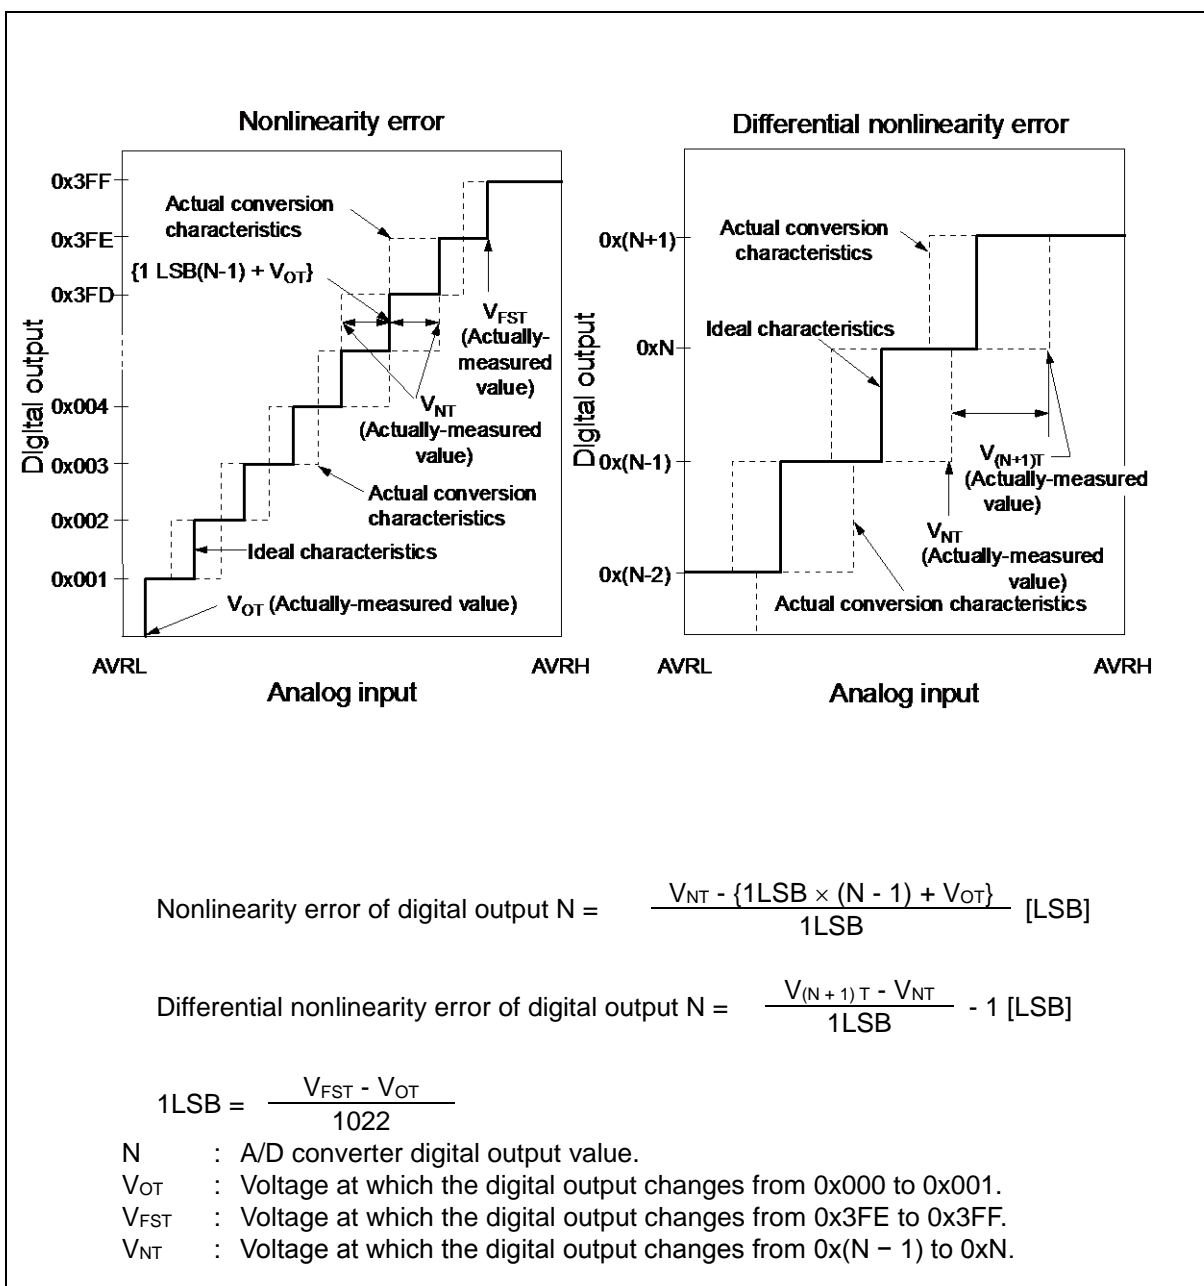 Nonlinearity error
0x3FF
0x3FE
0x3FD
0x004
0x003
0x002
0x001
Digital output
Actual conversion
characteristics
{1 LSB(N-1) + VOT}
VFST
(Actually-
measured
value)
VNT
(Actually-measured
value)
Actual conversion
characteristics
Ideal characteristics
VOT (Actually-measured value)
AVRL
AVRH
Analog input
Differential nonlinearity error
0x(N+1)
0xN
0x(N-1)
0x(N-2)
Digital output
Actual conversion
characteristics
Ideal characteristics
V(N+1)T
(Actually-measured
value)
VNT
(Actually-measured
value)
Actual conversion characteristics
AVRL
AVRH
Analog input
Nonlinearity error of digital output N = VNT - {1LSB × (N - 1) + VOT} [LSB]
1LSB
Differential nonlinearity error of digital output N = V(N + 1) T - VNT - 1 [LSB]
1LSB
1LSB = VFST - VOT
1022
N : A/D converter digital output value.
VOT : Voltage at which the digital output changes from 0x000 to 0x001.
VFST : Voltage at which the digital output changes from 0x3FE to 0x3FF.
VNT : Voltage at which the digital output changes from 0x(N − 1) to 0xN.